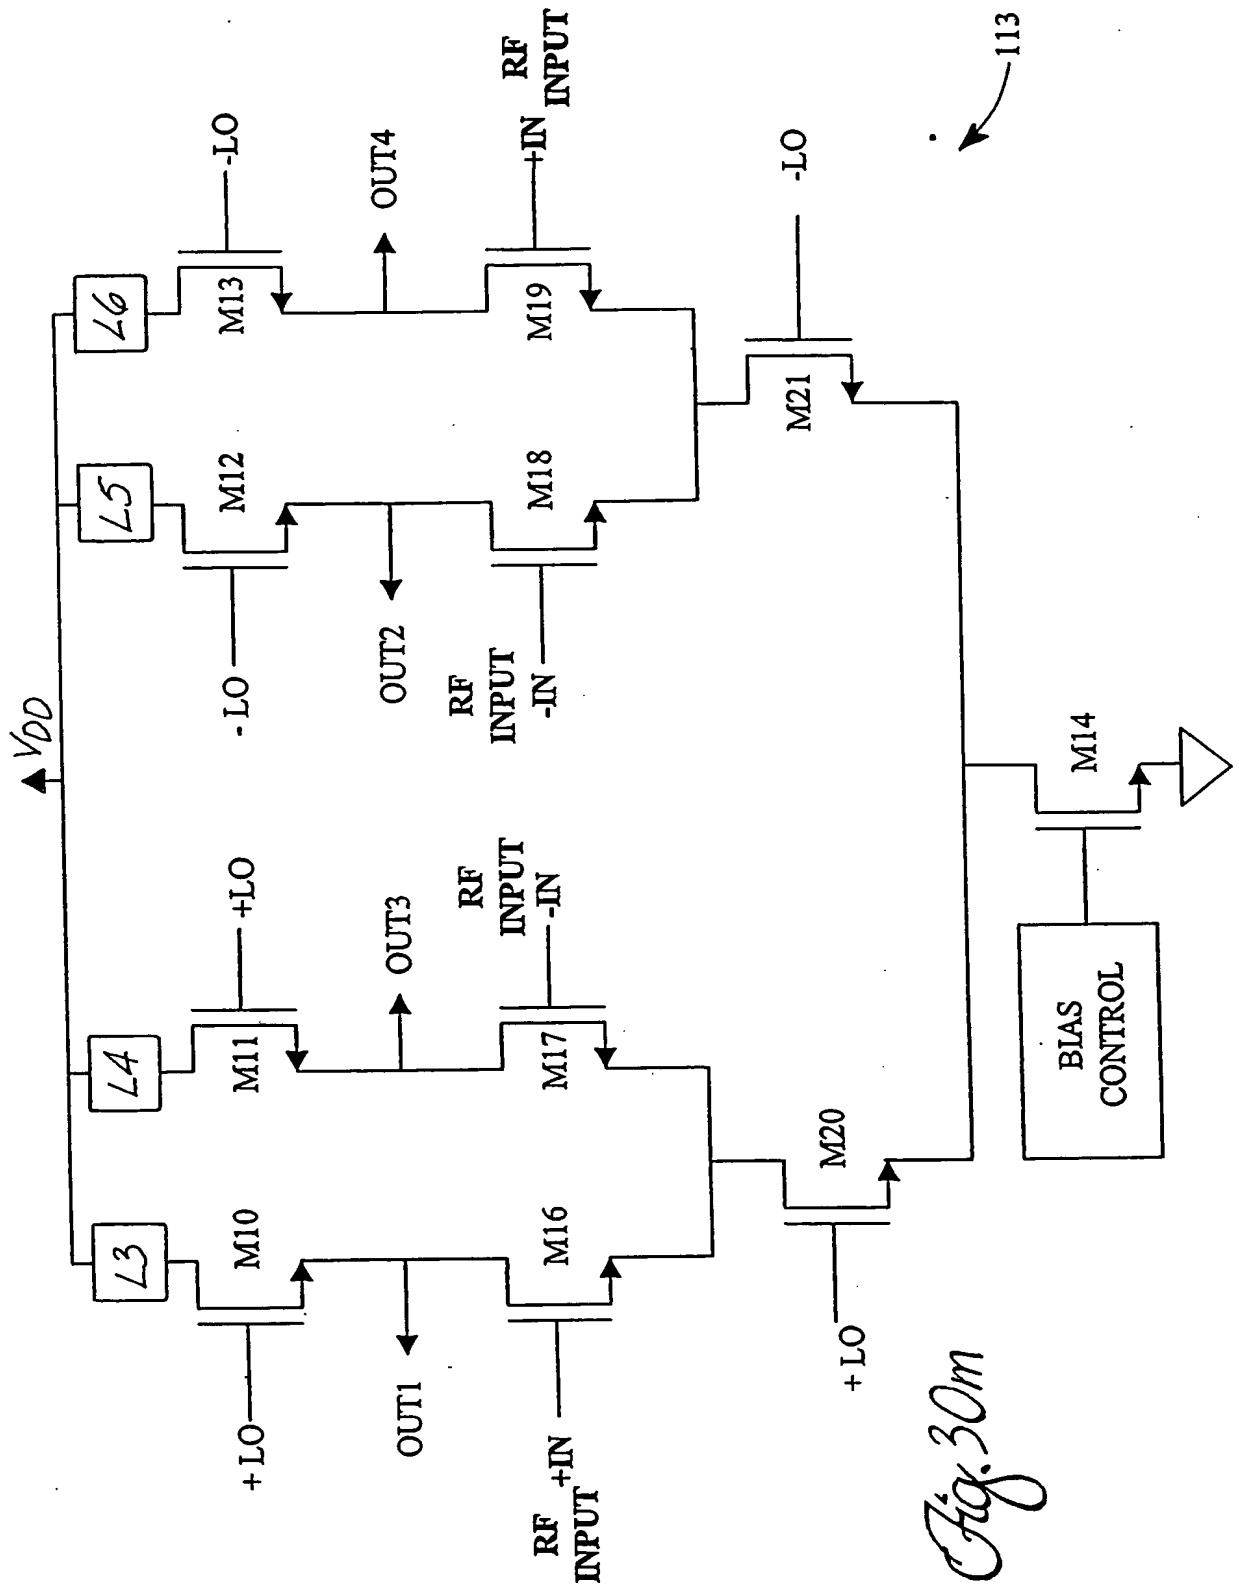 VDD
L3
L4
L5
L6
+ LO
M10
M11
+LO
- LO
M12
M13
-LO
OUT1
OUT3
OUT2
OUT4
RF
INPUT
+IN
M16
M17
RF
INPUT
-IN
RF
INPUT
-IN
M18
M19
+IN
RF
INPUT
+ LO
M20
M21
-LO
BIAS
CONTROL
M14
113
Fig. 30m